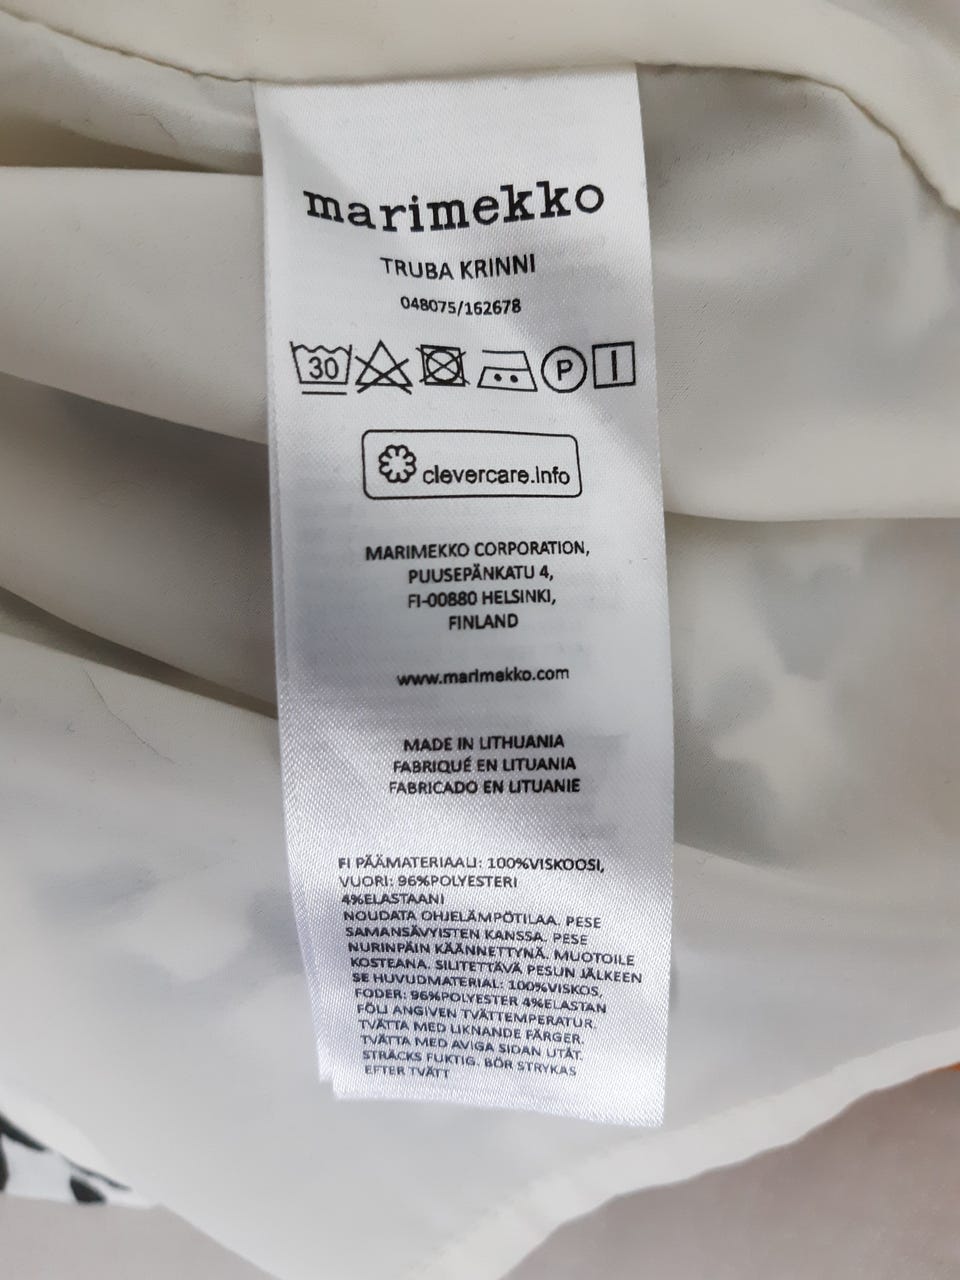 marimekko
TRUBA KRINNI
048075/162678
30 P
clevercare.info
MARIMEKKO CORPORATION,
PUUSEPÄNKATU 4,
FI-00880 HELSINKI,
FINLAND
www.marimekko.com
MADE IN LITHUANIA
FABRIQUÉ EN LITUANIA
FABRICADO EN LITUANIE
FI PÄÄMATERIAALI: 100%VISKOOSI,
VUORI: 96%POLYESTERI
4%ELASTAANI
NOUDATA OHJELÄMPÖTILAA. PESE
SAMANSÄVYISTEN KANSSA. PESE
NURINPÄIN KÄÄNNETTYNÄ. MUOTOILE
KOSTEANA. SILITETTÄVÄ PESUN JÄLKEEN
SE HUVUDMATERIAL: 100%VISKOS,
FODER: 96%POLYESTER 4%ELASTAN
FÖLJ ANGIVEN TVÄTTEMPERATUR.
TVÄTTA MED LIKNANDE FÄRGER.
TVÄTTA MED AVIGA SIDAN UTÅT.
STRÄCKS FUKTIG. BÖR STRYKAS
EFTER TVÄTT